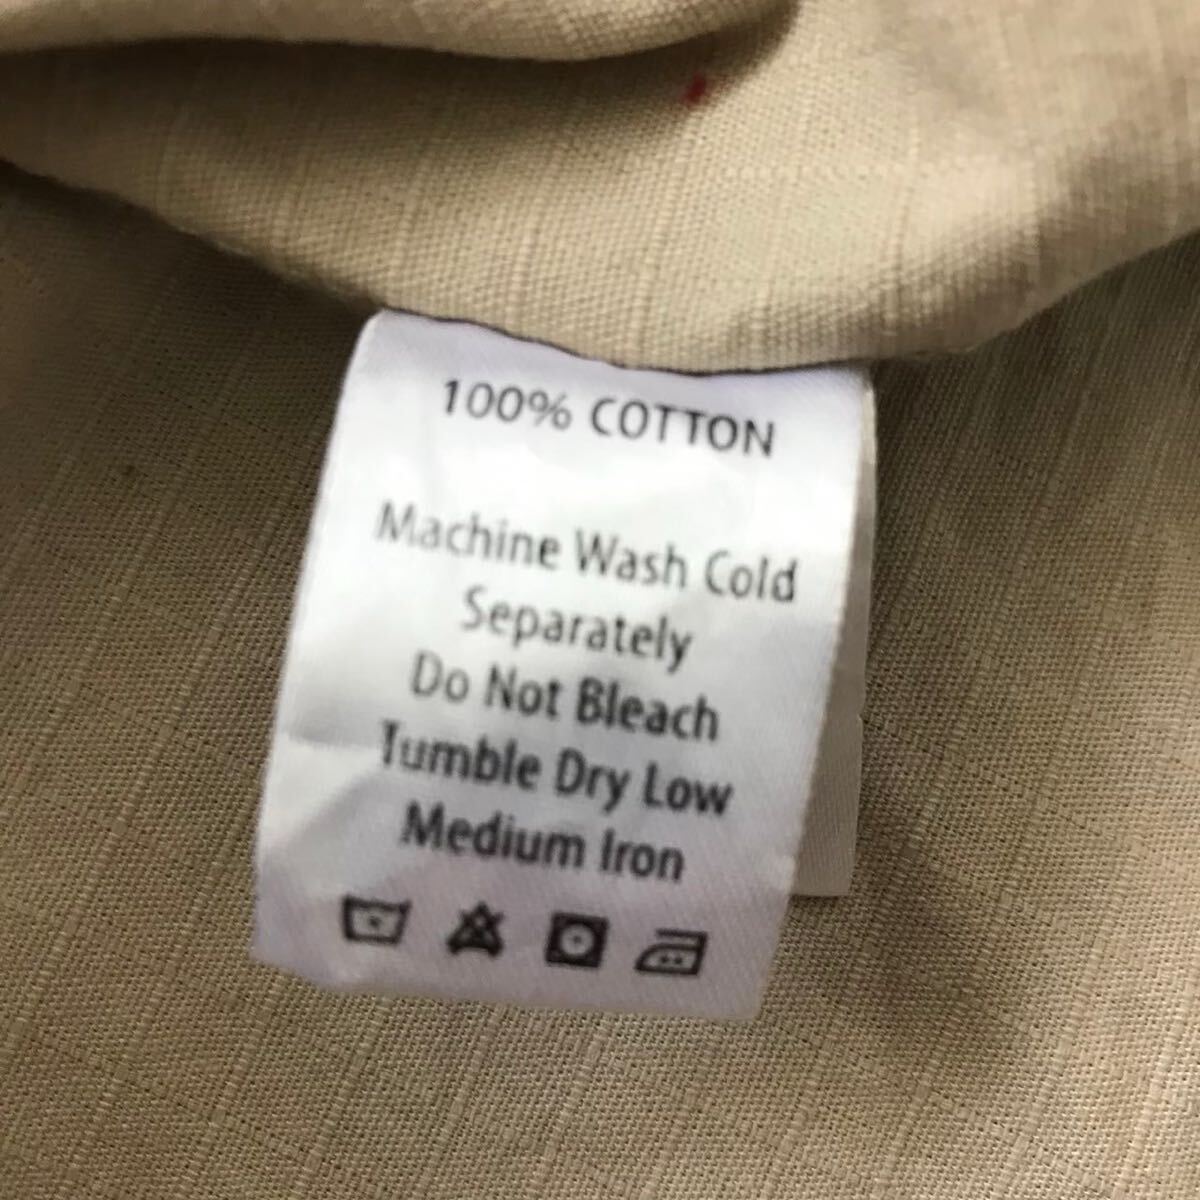 100% COTTON
Machine Wash Cold
Separately
Do Not Bleach
Tumble Dry Low
Medium Iron